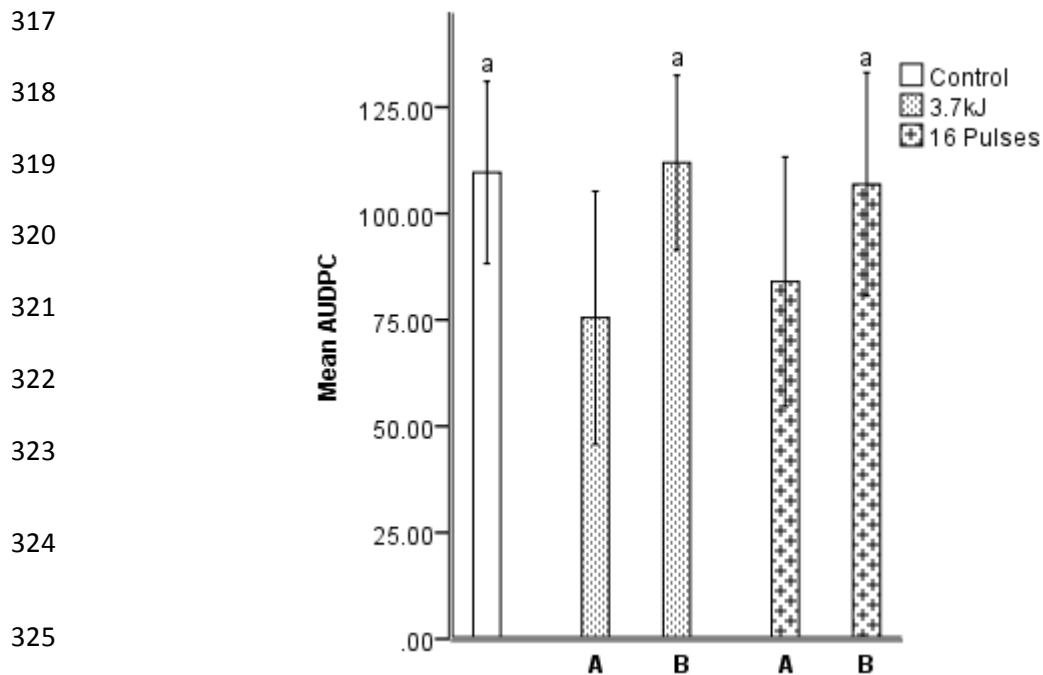 317
a
a
a
Control
318
125.00
3.7kJ
16 Pulses
319
100.00
320
Mean AUDPC
321
75.00
322
50.00
323
324
25.00
325
.00
A B A B